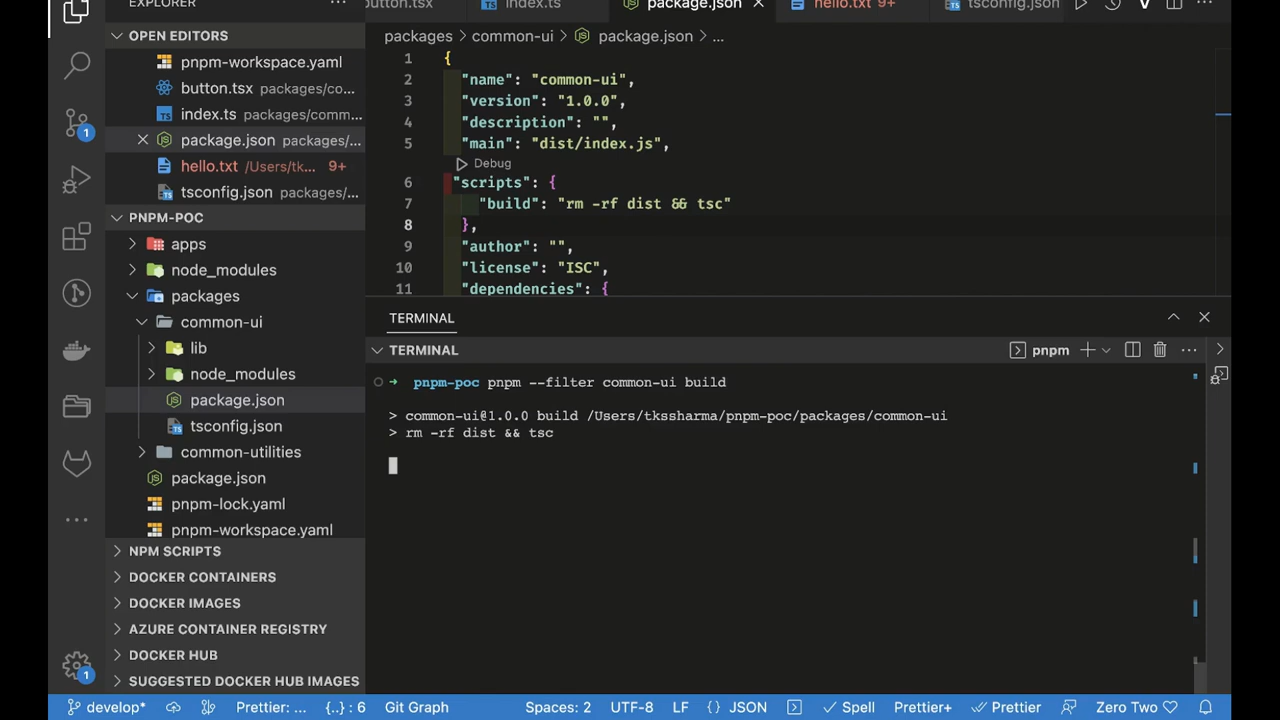 EXPLORER
OPEN EDITORS
pnpm-workspace.yaml
button.tsx packages/co...
index.ts packages/comm...
package.json packages/...
hello.txt /Users/tk... 9+
tsconfig.json packages/...
PNPM-POC
apps
node_modules
packages
common-ui
lib
node_modules
package.json
tsconfig.json
common-utilities
package.json
pnpm-lock.yaml
pnpm-workspace.yaml
NPM SCRIPTS
DOCKER CONTAINERS
DOCKER IMAGES
AZURE CONTAINER REGISTRY
DOCKER HUB
SUGGESTED DOCKER HUB IMAGES
1
1
button.tsx index.ts package.json hello.txt 9+ tsconfig.json
packages > common-ui > package.json > ...
1 {
2 "name": "common-ui",
3 "version": "1.0.0",
4 "description": "",
5 "main": "dist/index.js",
Debug
6 "scripts": {
7 "build": "rm -rf dist && tsc"
8 },
9 "author": "",
10 "license": "ISC",
11 "dependencies": {
TERMINAL
TERMINAL
pnpm
➜ pnpm-poc pnpm --filter common-ui build
> common-ui@1.0.0 build /Users/tkssharma/pnpm-poc/packages/common-ui
> rm -rf dist && tsc
develop* Prettier: ... {..} : 6 Git Graph Spaces: 2 UTF-8 LF {} JSON Spell Prettier+ Prettier Zero Two